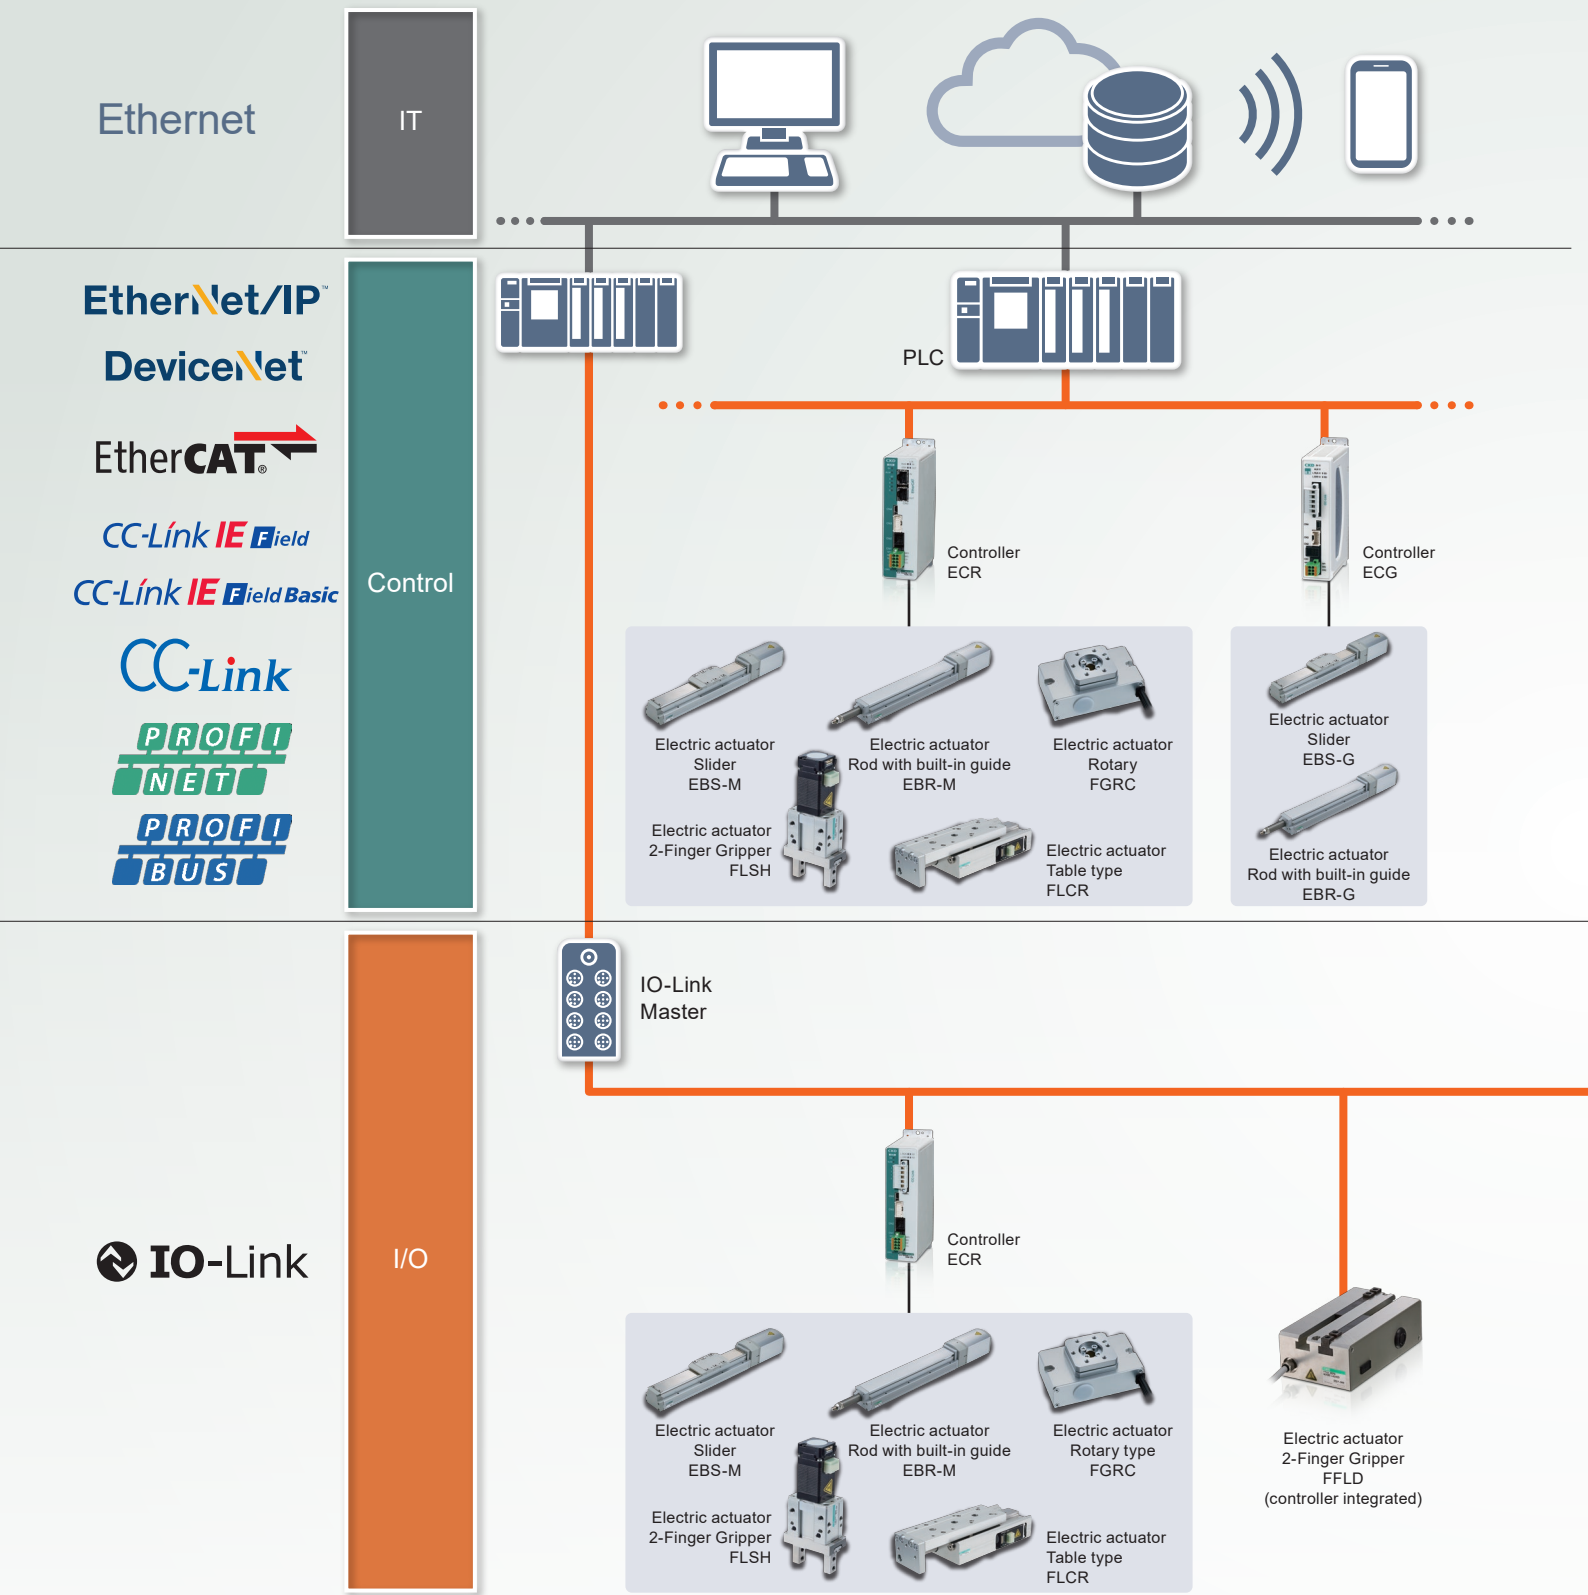 Ethernet
IT
EtherNet/IP™
DeviceNet™
EtherCAT®
CC-Link IE Field
CC-Link IE Field Basic
CC-Link
PROFI
NET
PROFI
BUS
Control
PLC
Controller
ECR
Controller
ECG
Electric actuator
Slider
EBS-M
Electric actuator
Rod with built-in guide
EBR-M
Electric actuator
Rotary
FGRC
Electric actuator
2-Finger Gripper
FLSH
Electric actuator
Table type
FLCR
Electric actuator
Slider
EBS-G
Electric actuator
Rod with built-in guide
EBR-G
IO-Link
I/O
IO-Link
Master
Controller
ECR
Electric actuator
Slider
EBS-M
Electric actuator
Rod with built-in guide
EBR-M
Electric actuator
Rotary type
FGRC
Electric actuator
2-Finger Gripper
FLSH
Electric actuator
Table type
FLCR
Electric actuator
2-Finger Gripper
FFLD
(controller integrated)